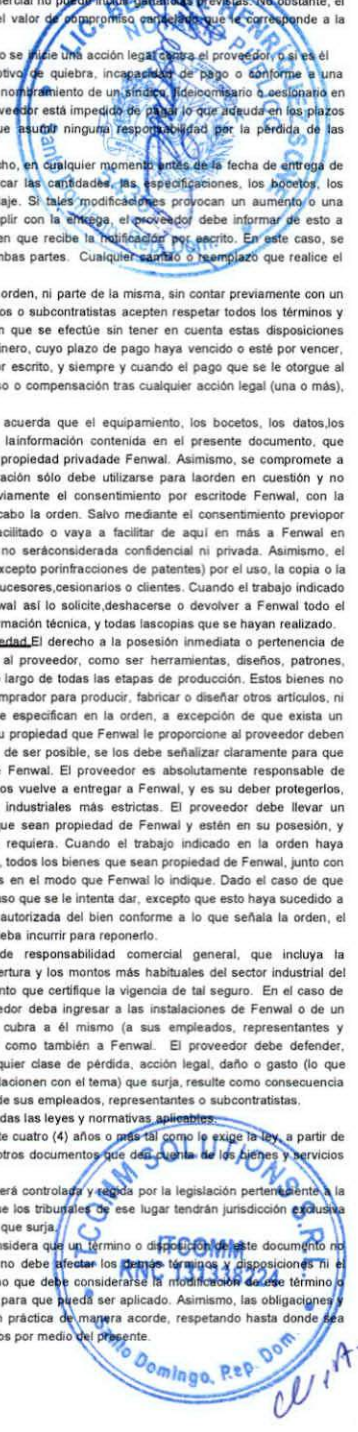 el valor de compromiso cancelado que le corresponde a la
o se inicie una acción legal contra el proveedor, o si es él
otivo de quiebra, incapacidad de pago o conforme a una
nombramiento de un síndico, fideicomisario o cesionario en
veedor está impedido de pagar lo que adeuda en los plazos
ue asumir ninguna responsabilidad por la pérdida de las
cho, en cualquier momento antes de la fecha de entrega de
car las cantidades, las especificaciones, los bocetos, los
aje. Si tales modificaciones provocan un aumento o una
plir con la entrega, el proveedor debe informar de esto a
en que recibe la notificación por escrito. En este caso, se
mbas partes. Cualquier cambio o reemplazo que realice el
orden, ni parte de la misma, sin contar previamente con un
os o subcontratistas acepten respetar todos los términos y
n que se efectúe sin tener en cuenta estas disposiciones
inero, cuyo plazo de pago haya vencido o esté por vencer,
r escrito, y siempre y cuando el pago que se le otorgue al
so o compensación tras cualquier acción legal (una o más),
acuerda que el equipamiento, los bocetos, los datos,los
lainformación contenida en el presente documento, que
propiedad privadade Fenwal. Asimismo, se compromete a
ación sólo debe utilizarse para laorden en cuestión y no
viamente el consentimiento por escritode Fenwal, con la
cabo la orden. Salvo mediante el consentimiento previopor
acilitado o vaya a facilitar de aquí en más a Fenwal en
no seráconsiderada confidencial ni privada. Asimismo, el
xcepto porinfracciones de patentes) por el uso, la copia o la
ucesores,cesionarios o clientes. Cuando el trabajo indicado
wal así lo solicite,deshacerse o devolver a Fenwal todo el
rmación técnica, y todas lascopias que se hayan realizado.
edad.El derecho a la posesión inmediata o pertenencia de
al proveedor, como ser herramientas, diseños, patrones,
o largo de todas las etapas de producción. Estos bienes no
mprador para producir, fabricar o diseñar otros artículos, ni
e especifican en la orden, a excepción de que exista un
u propiedad que Fenwal le proporcione al proveedor deben
de ser posible, se los debe señalizar claramente para que
e Fenwal. El proveedor es absolutamente responsable de
os vuelve a entregar a Fenwal, y es su deber protegerlos,
industriales más estrictas. El proveedor debe llevar un
que sean propiedad de Fenwal y estén en su posesión, y
requiera. Cuando el trabajo indicado en la orden haya
, todos los bienes que sean propiedad de Fenwal, junto con
s en el modo que Fenwal lo indique. Dado el caso de que
uso que se le intenta dar, excepto que esto haya sucedido a
autorizada del bien conforme a lo que señala la orden, el
eba incurrir para reponerlo.
de responsabilidad comercial general, que incluya la
ertura y los montos más habituales del sector industrial del
nto que certifique la vigencia de tal seguro. En el caso de
edor deba ingresar a las instalaciones de Fenwal o de un
cubra a él mismo (a sus empleados, representantes y
como también a Fenwal. El proveedor debe defender,
quier clase de pérdida, acción legal, daño o gasto (lo que
lacionen con el tema) que surja, resulte como consecuencia
de sus empleados, representantes o subcontratistas.
das las leyes y normativas aplicables.
te cuatro (4) años o más tal como lo exige la ley, a partir de
otros documentos que den cuenta de los bienes y servicios
erá controlada y regida por la legislación perteneciente a la
se los tribunales de ese lugar tendrán jurisdicción exclusiva
que surja.
nsidera que un término o disposición de este documento no
no debe afectar los demás términos y disposiciones ni el
no que debe considerarse la modificación de ese término o
para que pueda ser aplicado. Asimismo, las obligaciones y
n práctica de manera acorde, respetando hasta donde sea
os por medio del presente.
ITCOMM SOLUTIONS S.R.L
ITCOMM
Santo Domingo, Rep. Dom.